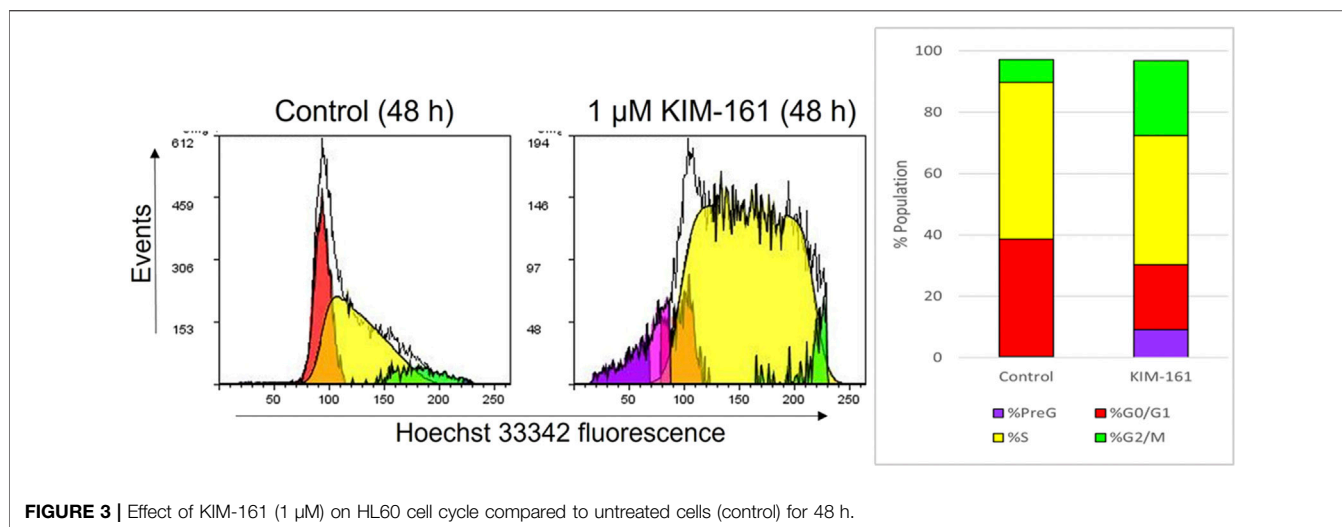 Control (48 h)
612
459
306
153
Events
50 100 150 200 250
1 µM KIM-161 (48 h)
194
146
97
48
50 100 150 200 250
Hoechst 33342 fluorescence
100
80
60
40
20
0
% Population
Control KIM-161
%PreG %G0/G1
%S %G2/M
FIGURE 3 | Effect of KIM-161 (1 µM) on HL60 cell cycle compared to untreated cells (control) for 48 h.